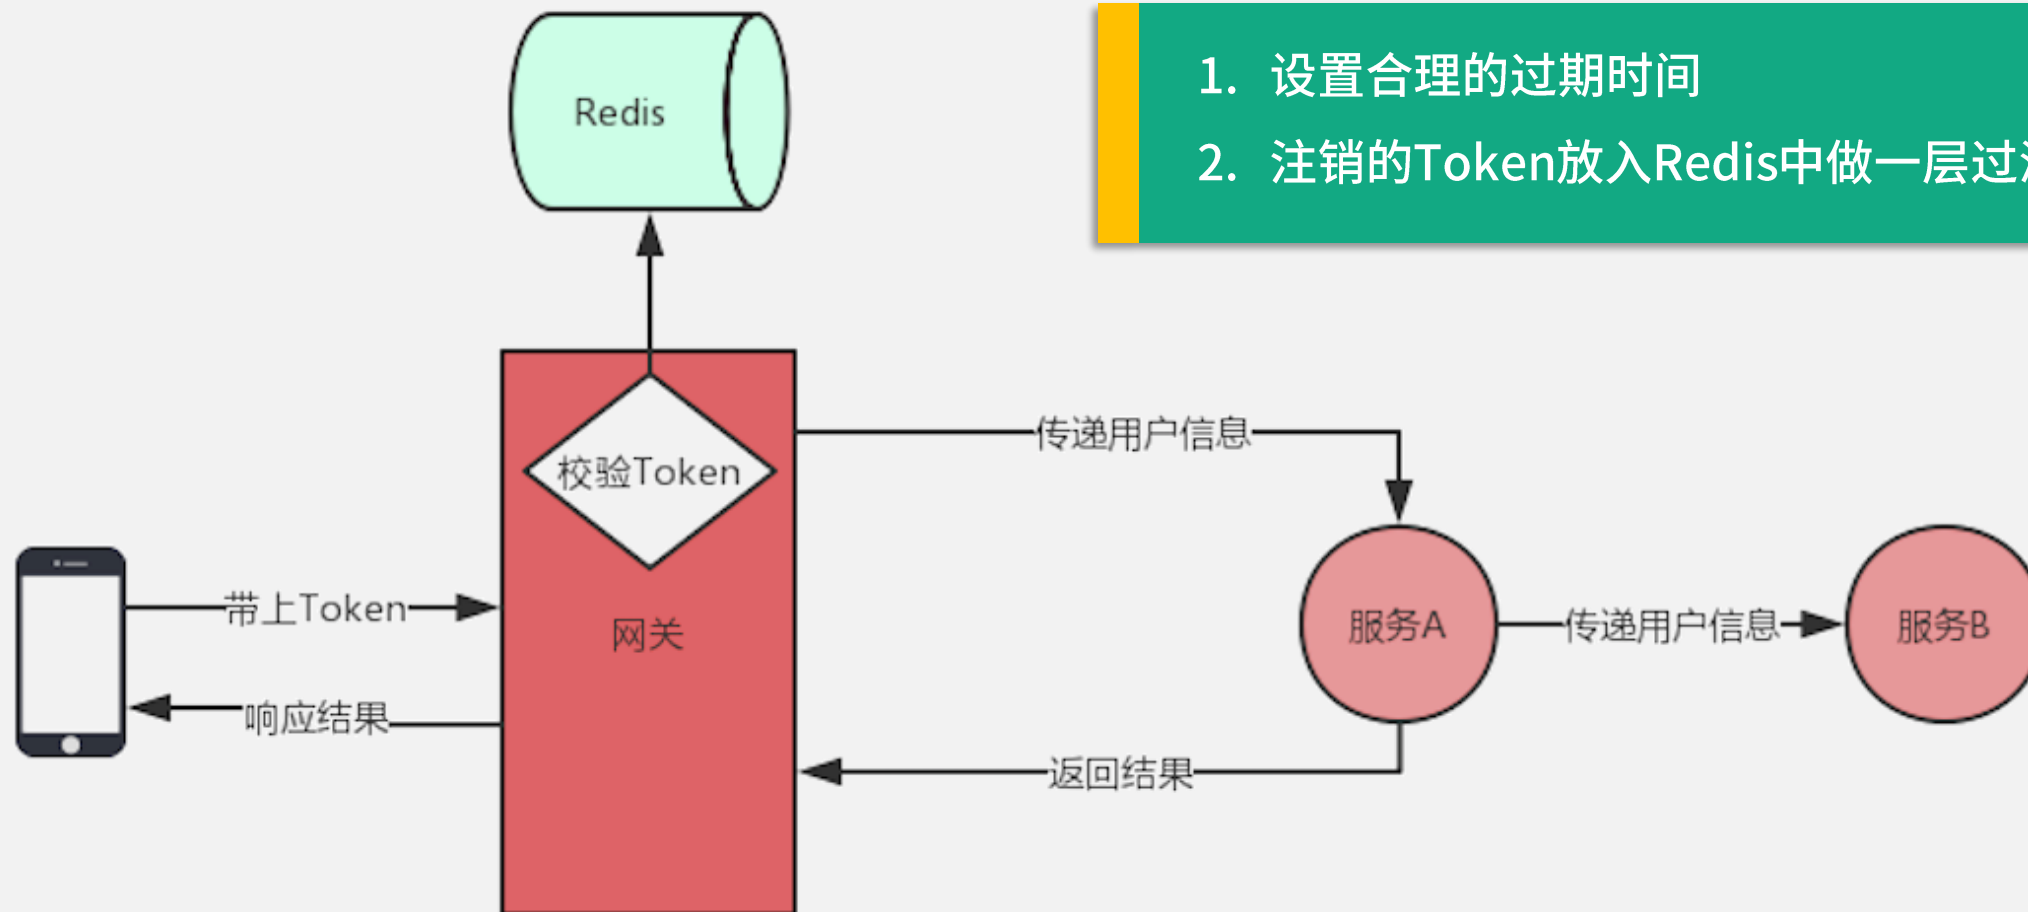 Redis
1. 设置合理的过期时间
2. 注销的Token放入Redis中做一层过
校验Token
传递用户信息
带上Token
网关
服务A
传递用户信息
服务B
响应结果
返回结果